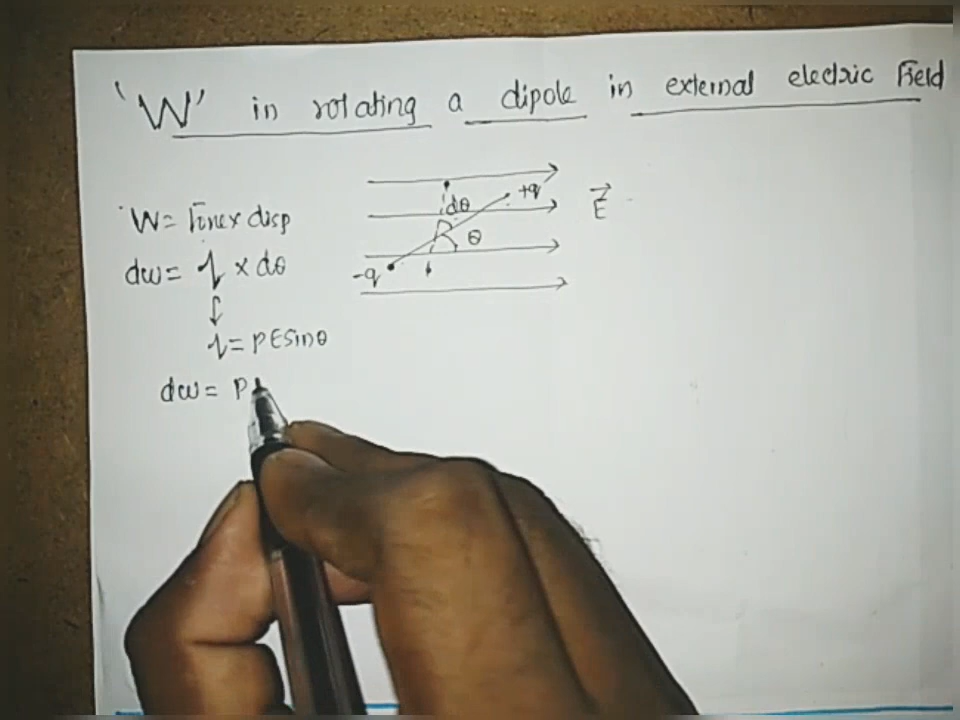 'W' in rotating a dipole in external electric Field
W = Force x disp
dw = τ x dθ
τ = PE sinθ
dw = P
dθ
+q
θ
-q
E